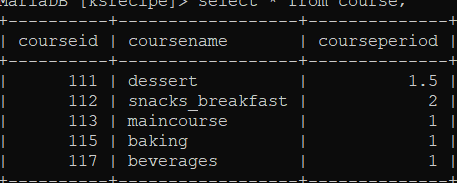 MariaDB [ksrecipe]> select * from course;
+----------+------------------+--------------+
| courseid | coursename       | courseperiod |
+----------+------------------+--------------+
|      111 | dessert          |          1.5 |
|      112 | snacks_breakfast |            2 |
|      113 | maincourse       |            1 |
|      115 | baking           |            1 |
|      117 | beverages        |            1 |
+----------+------------------+--------------+